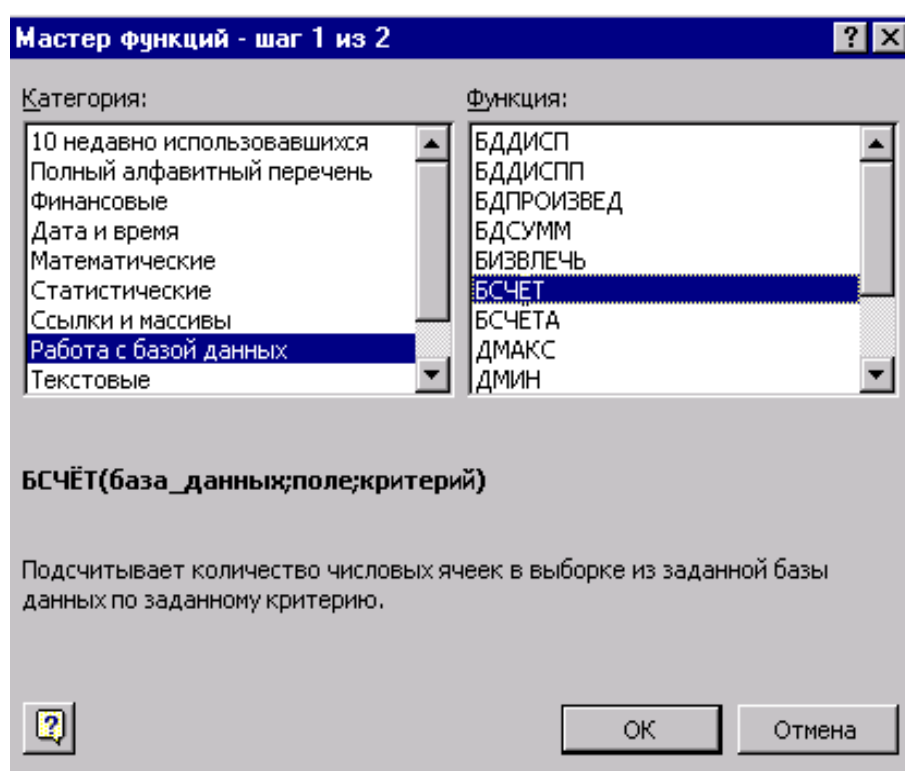 Мастер функций - шаг 1 из 2
Категория:
Функция:
10 недавно использовавшихся
Полный алфавитный перечень
Финансовые
Дата и время
Математические
Статистические
Ссылки и массивы
Работа с базой данных
Текстовые
БДДИСП
БДДИСПП
БДПРОИЗВЕД
БДСУММ
БИЗВЛЕЧЬ
БСЧЁТ
БСЧЁТА
ДМАКС
ДМИН
БСЧЁТ(база_данных;поле;критерий)
Подсчитывает количество числовых ячеек в выборке из заданной базы
данных по заданному критерию.
ОК
Отмена